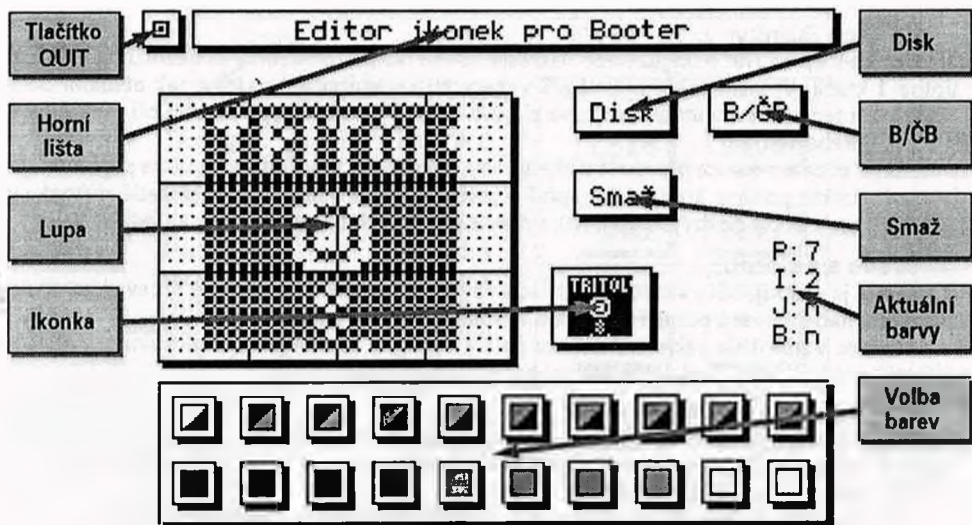 Tlačítko
QUIT
Editor ikonek pro Booter
Disk
Horní
lišta
Disk
B/ČB
B/ČB
Lupa
Smaž
Smaž
Ikonka
TRITOL
P:7
I:2
J:A
B:A
Aktuální
barvy
Volba
barev